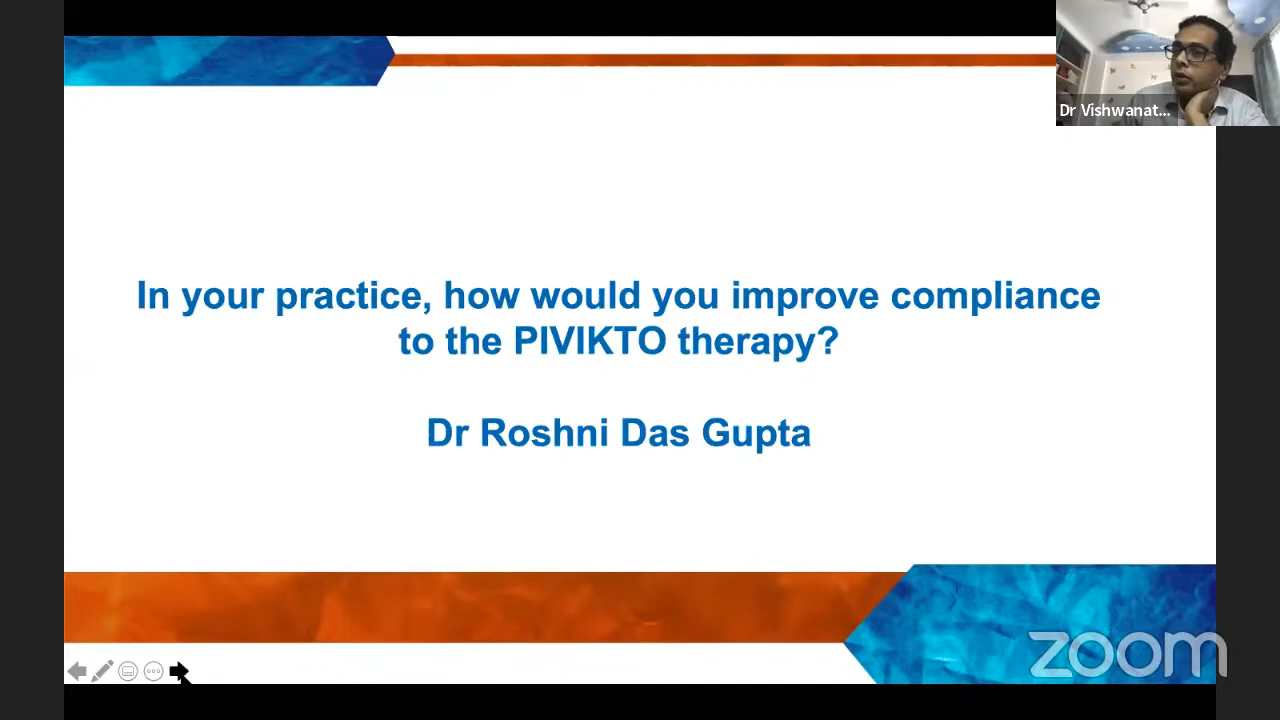 Dr Vishwanat...
In your practice, how would you improve compliance
to the PIVIKTO therapy?
Dr Roshni Das Gupta
zoom